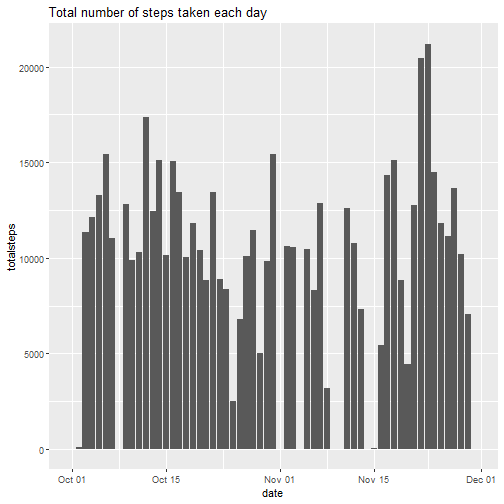 Total number of steps taken each day
20000
15000
10000
5000
0
totalsteps
Oct 01
Oct 15
Nov 01
Nov 15
Dec 01
date